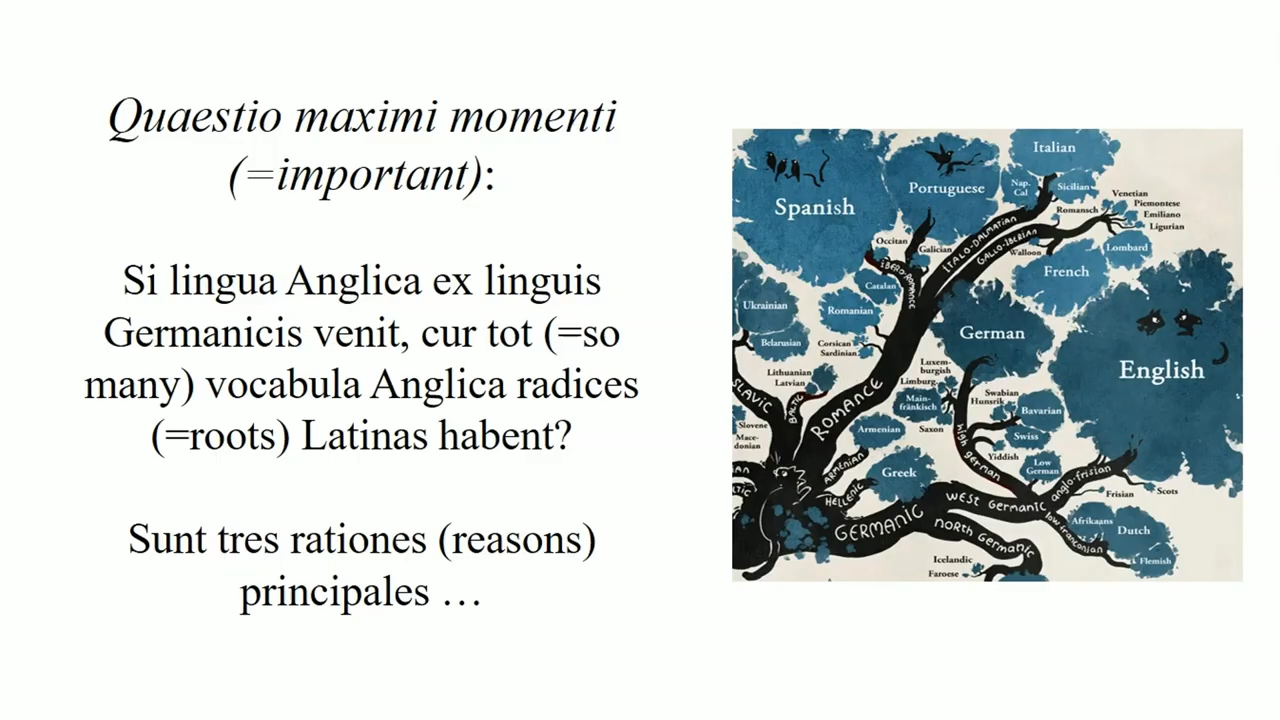 Quaestio maximi momenti
(=important):
Si lingua Anglica ex linguis
Germanicis venit, cur tot (=so
many) vocabula Anglica radices
(=roots) Latinas habent?
Sunt tres rationes (reasons)
principales …
Italian
Portuguese
Nap.
Cal
Sicilian
Spanish
Romansch
Venetian
Piemontese
Emiliano
Ligurian
Occitan
Galician
ITALO-DALMATIAN
GALLO-IBERIAN
Walloon
Lombard
IBERO-ROMANCE
Catalan
French
Ukrainian
Romanian
German
Belarusian
Corsican
Sardinian
English
Lithuanian
Latvian
Luxem-
burgish
Limburg.
Main-
fränkisch
Swabian
Hunsrik
Bavarian
SLAVIC
BALTIC
ROMANCE
Slovene
Mace-
donian
Armenian
Saxon
Swiss
high german
Yiddish
Low
German
ARMENIAN
Greek
HELLENIC
anglo-frisian
WEST GERMANIC
Frisian
Scots
GERMANIC
north Germanic
low franconian
Afrikaans
Dutch
Flemish
Icelandic
Faroese